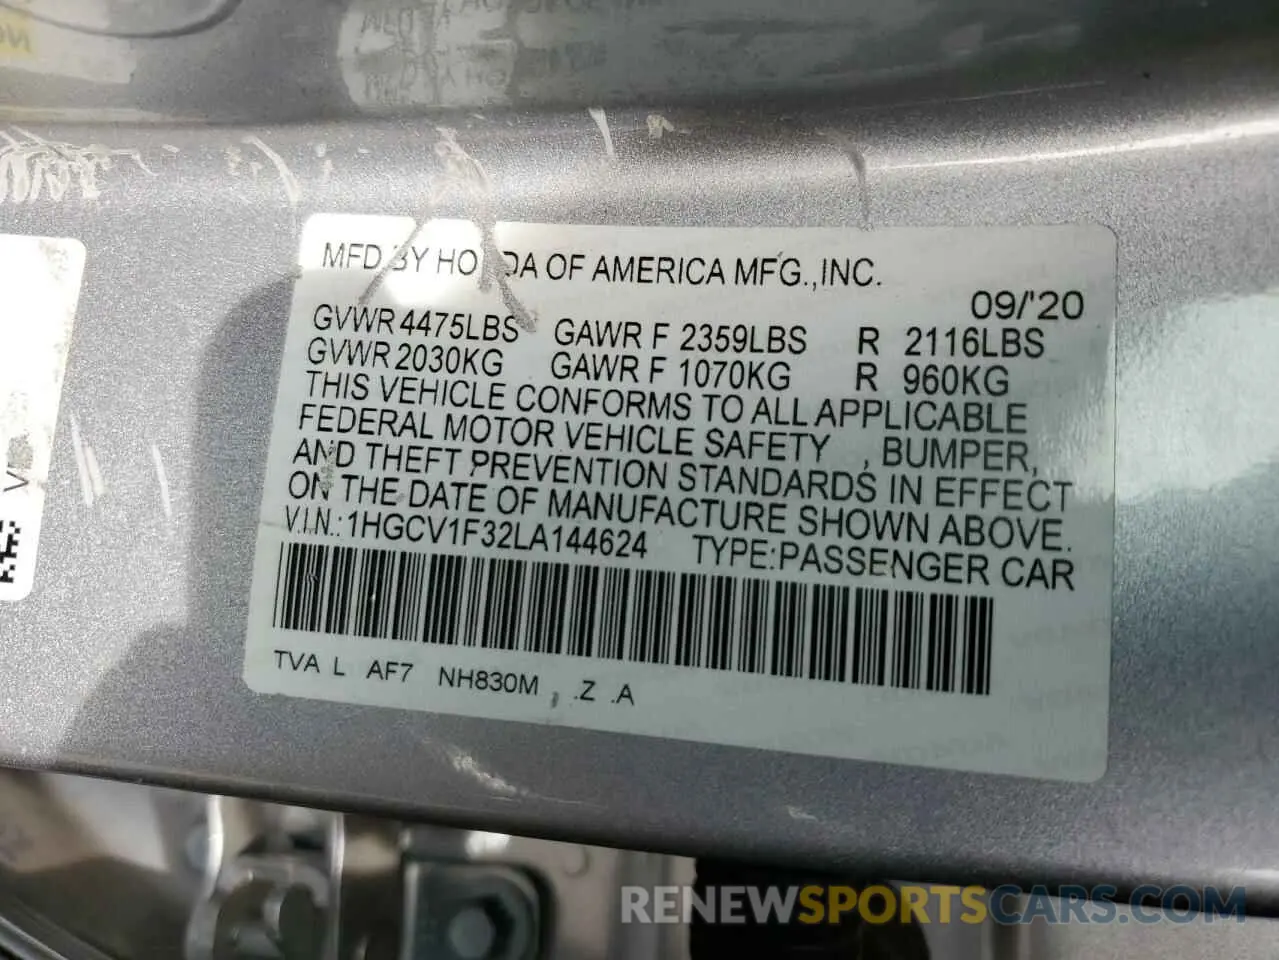 MFD BY HONDA OF AMERICA MFG.,INC.
09/'20
GVWR 4475LBS GAWR F 2359LBS R 2116LBS
GVWR 2030KG GAWR F 1070KG R 960KG
THIS VEHICLE CONFORMS TO ALL APPLICABLE
FEDERAL MOTOR VEHICLE SAFETY , BUMPER,
AND THEFT PREVENTION STANDARDS IN EFFECT
ON THE DATE OF MANUFACTURE SHOWN ABOVE.
V.I.N.: 1HGCV1F32LA144624 TYPE:PASSENGER CAR
TVA L AF7 NH830M , .Z .A
V
RENEWSPORTSCARS.COM